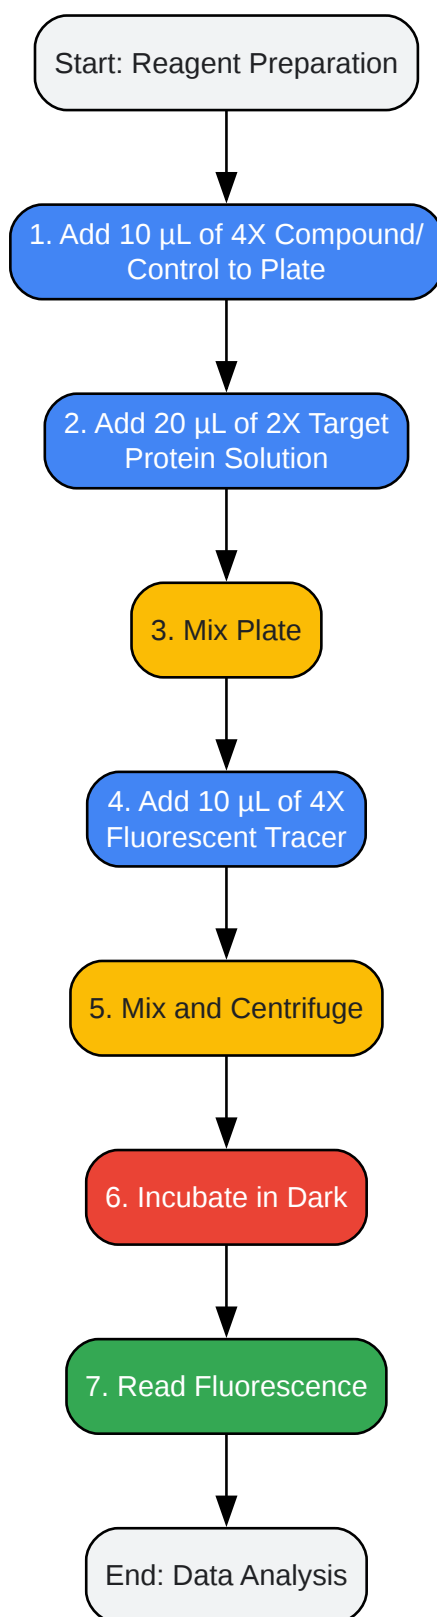 Start: Reagent Preparation
1. Add 10 µL of 4X Compound/
Control to Plate
2. Add 20 µL of 2X Target
Protein Solution
3. Mix Plate
4. Add 10 µL of 4X
Fluorescent Tracer
5. Mix and Centrifuge
6. Incubate in Dark
7. Read Fluorescence
End: Data Analysis